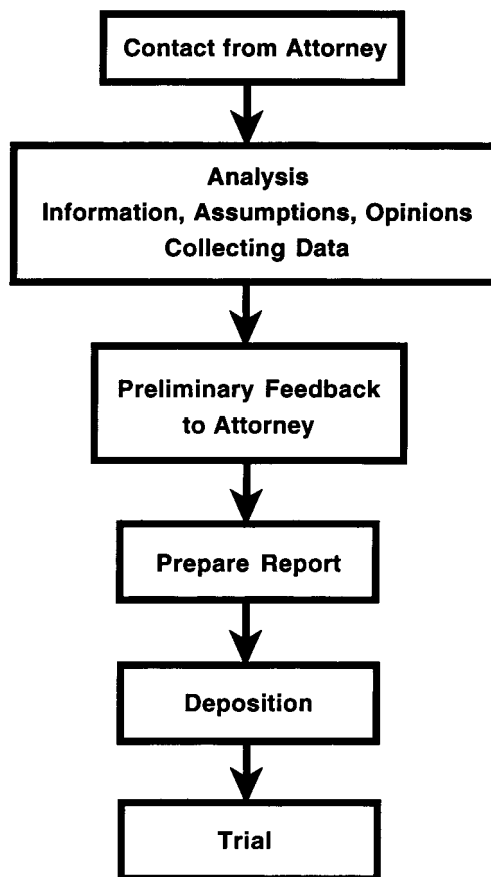 Contact from Attorney
Analysis
Information, Assumptions, Opinions
Collecting Data
Preliminary Feedback
to Attorney
Prepare Report
Deposition
Trial